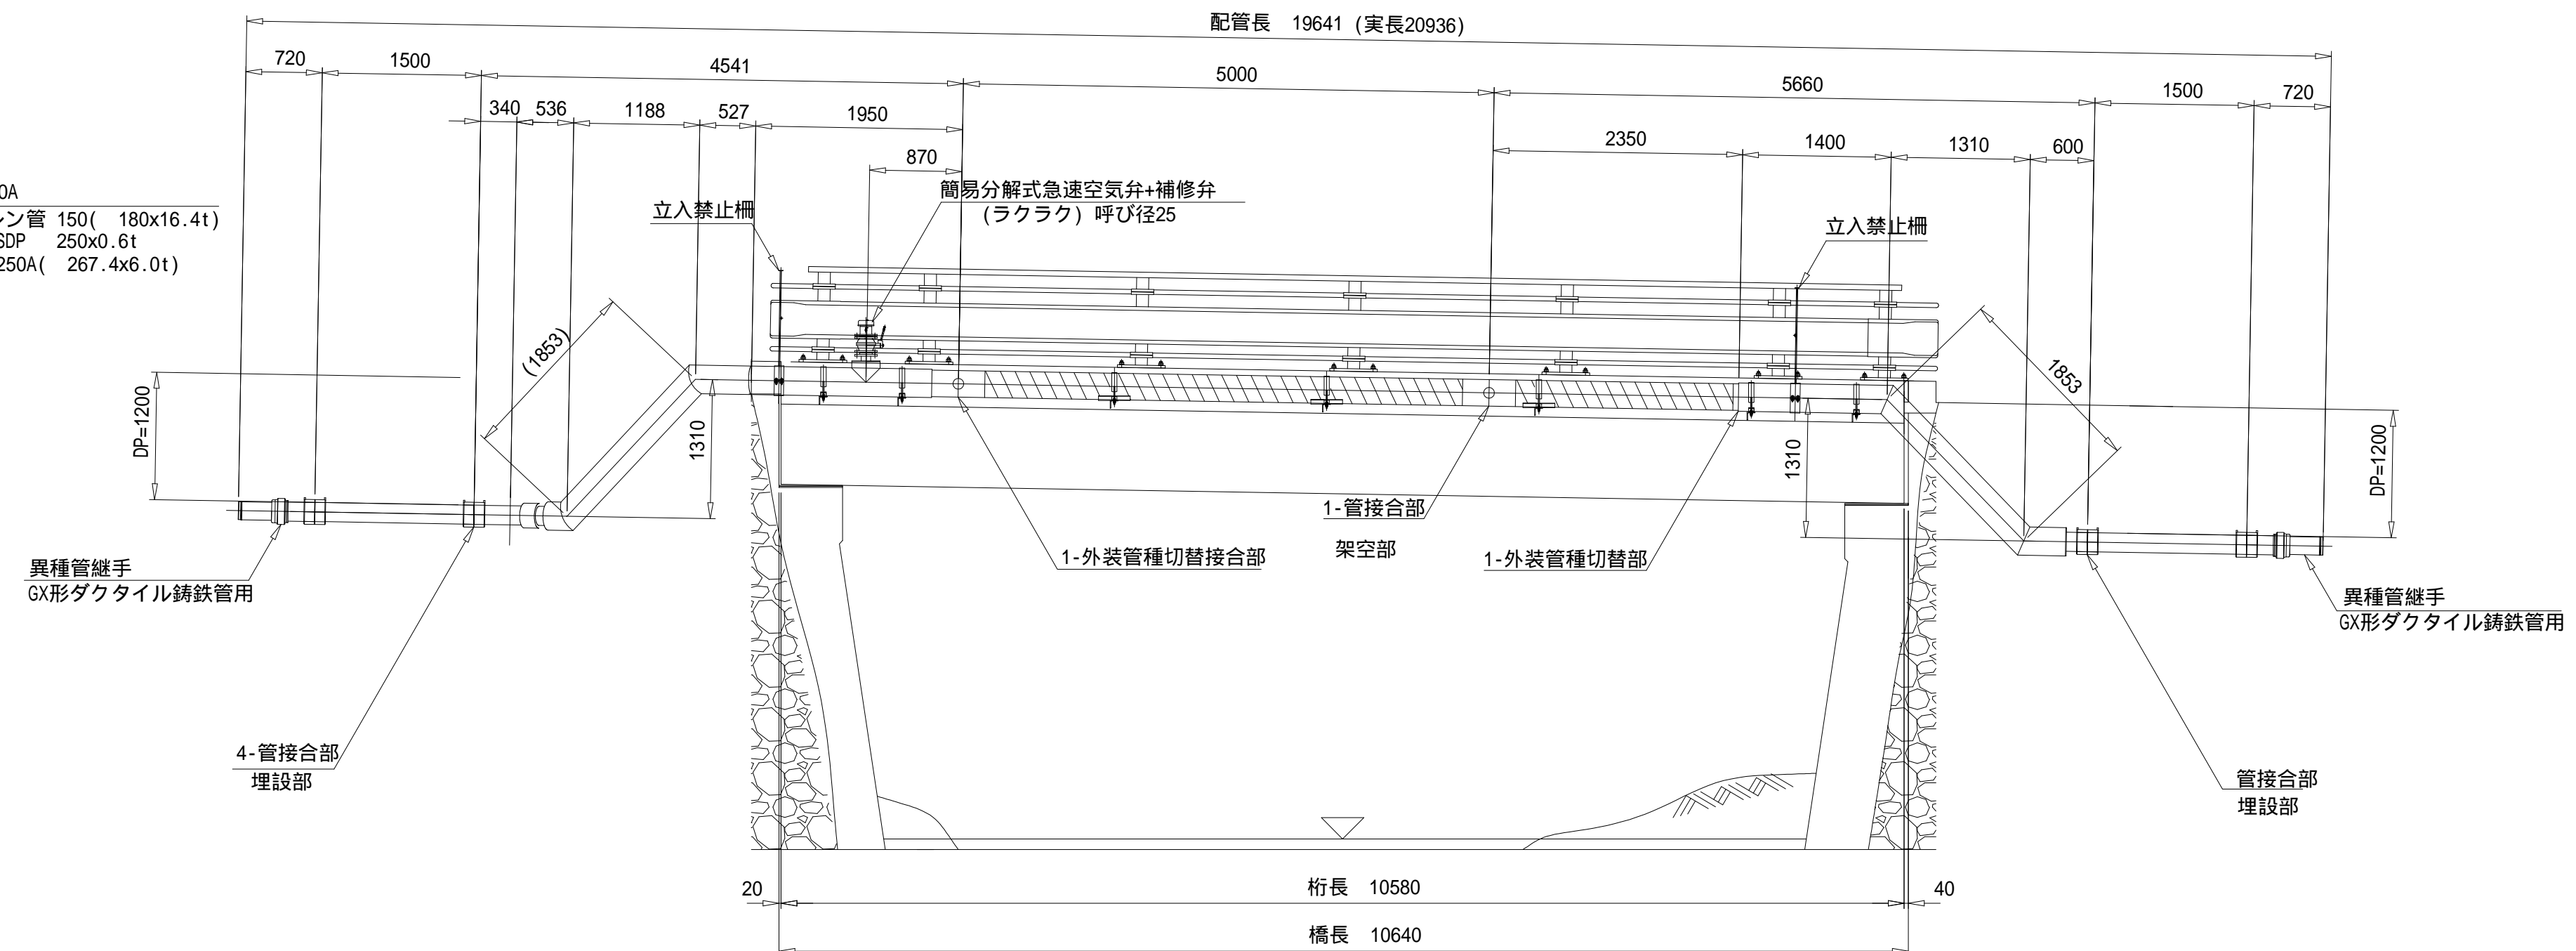 配管長 19641 (実長20936)
720
1500
4541
5000
5660
1500
720
340
536
1188
527
1950
2350
1400
1310
600
870
0A
ン管 150( 180x16.4t)
SDP 250x0.6t
250A( 267.4x6.0t)
立入禁止柵
簡易分解式急速空気弁+補修弁
(ラクラク) 呼び径25
立入禁止柵
(1853)
1853
DP=1200
1310
1310
DP=1200
異種管継手
GX形ダクタイル鋳鉄管用
1-外装管種切替接合部
1-管接合部
架空部
1-外装管種切替部
異種管継手
GX形ダクタイル鋳鉄管用
4-管接合部
埋設部
管接合部
埋設部
20
桁長 10580
40
橋長 10640